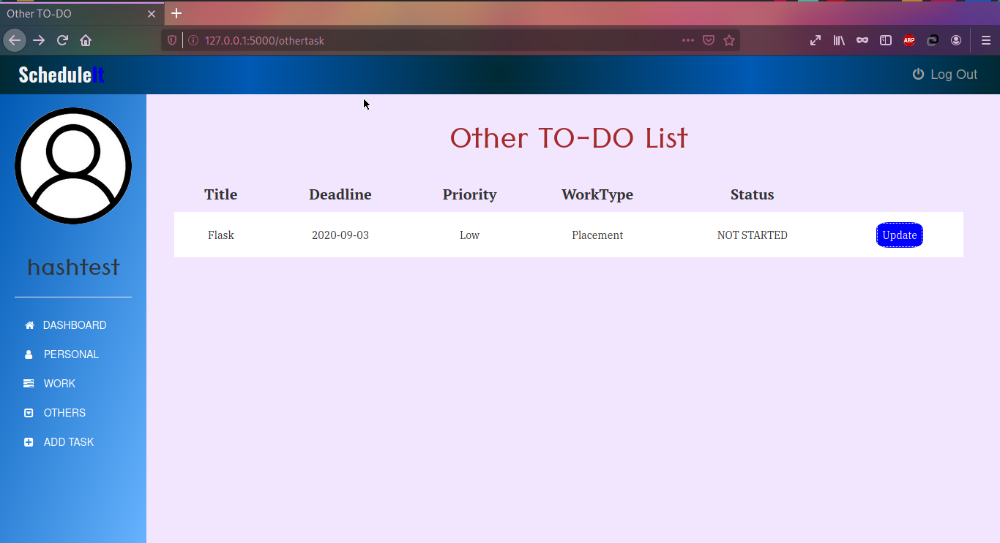 Other TO-DO
127.0.0.1:5000/othertask
ABP
ScheduleIt
Log Out
hashtest
DASHBOARD
PERSONAL
WORK
OTHERS
ADD TASK
Other TO-DO List
Title Deadline Priority WorkType Status
Flask 2020-09-03 Low Placement NOT STARTED Update